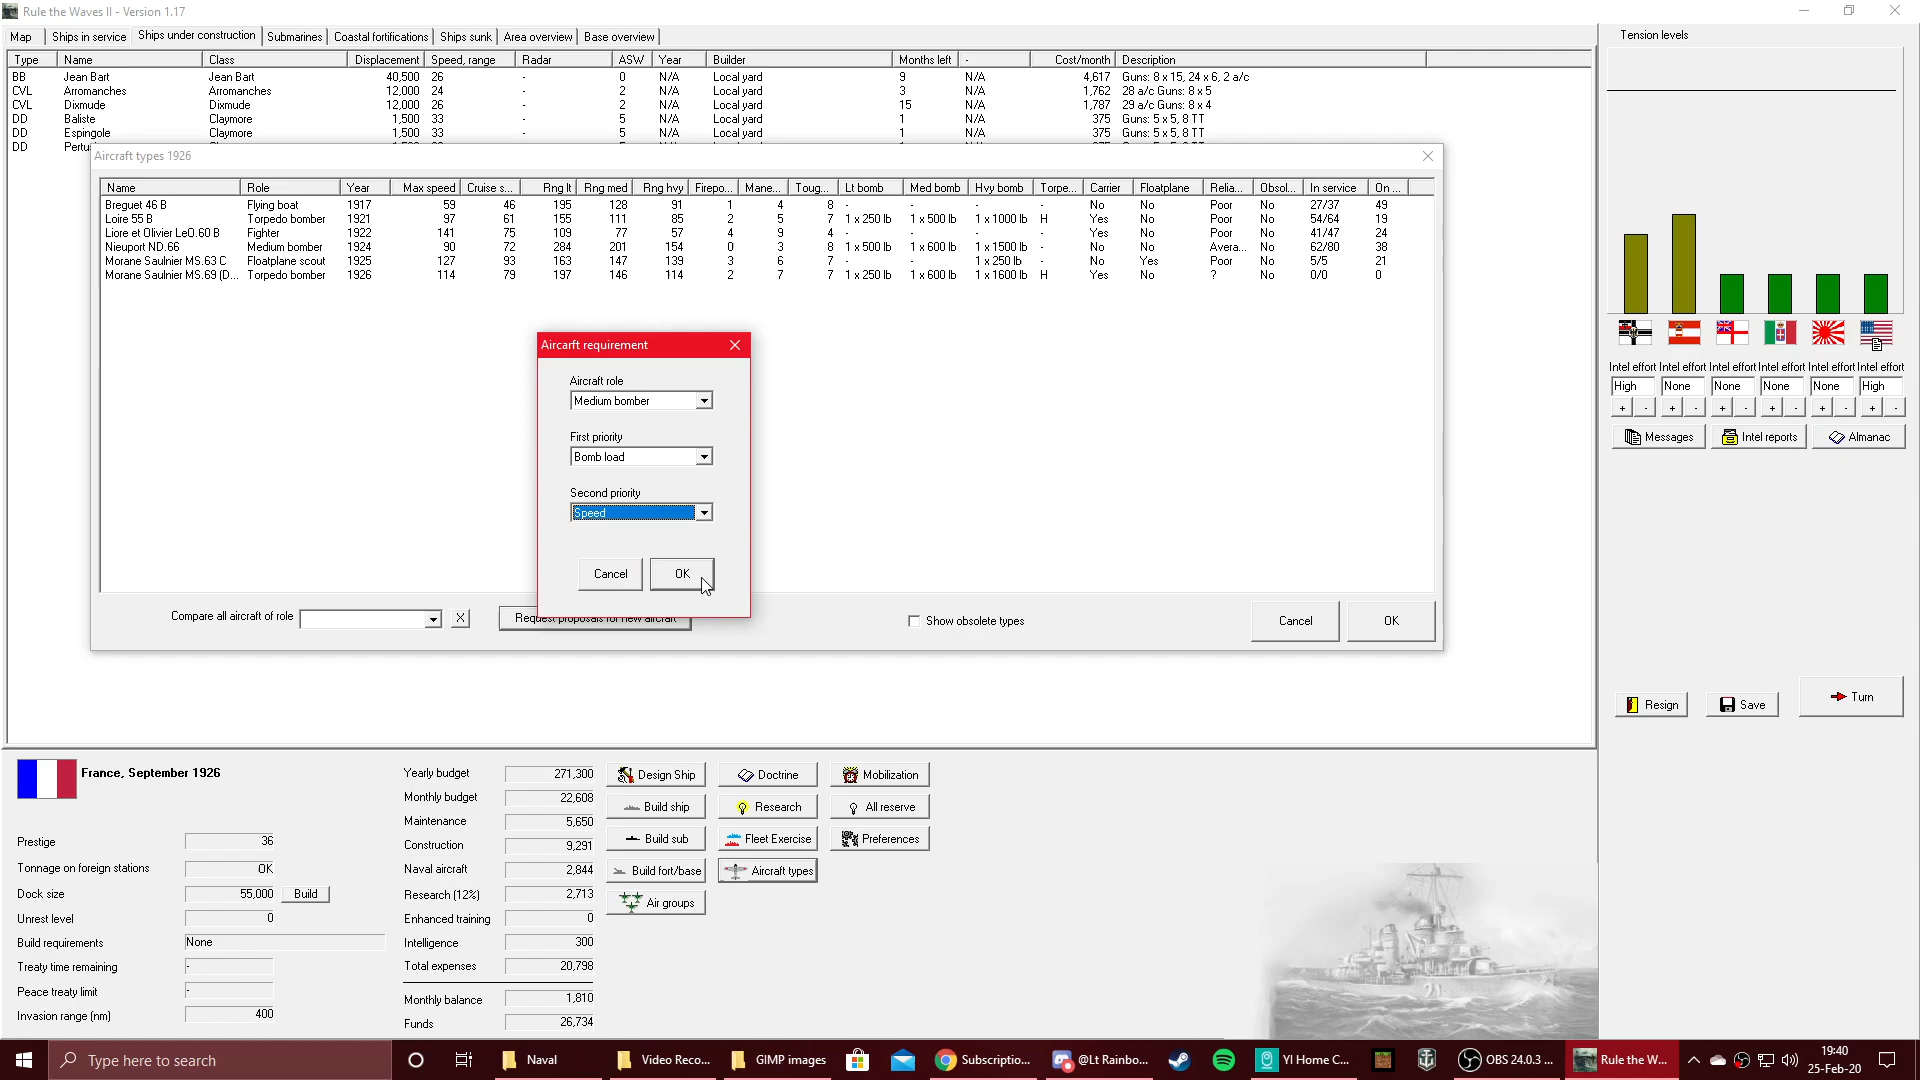 Rule the Waves II - Version 1.17
Map Ships in service Ships under construction Submarines Coastal fortifications Ships sunk Area overview Base overview
Type Name Class Displacement Speed, range Radar ASW Year Builder Months left - Cost/month Description
BB Jean Bart Jean Bart 40,500 26 - 0 N/A Local yard 9 N/A 4,617 Guns: 8 x 15, 24 x 6, 2 a/c
CVL Arromanches Arromanches 12,000 24 - 2 N/A Local yard 3 N/A 1,762 28 a/c Guns: 8 x 5
CVL Dixmude Dixmude 12,000 26 - 2 N/A Local yard 15 N/A 1,787 29 a/c Guns: 8 x 4
DD Baliste Claymore 1,500 33 - 5 N/A Local yard 1 N/A 375 Guns: 5 x 5, 8 TT
DD Espingole Claymore 1,500 33 - 5 N/A Local yard 1 N/A 375 Guns: 5 x 5, 8 TT
DD
Aircraft types 1926
Name Role Year Max speed Cruise s... Rng lt Rng med Rng hvy Firepo... Mane... Toug... Lt bomb Med bomb Hvy bomb Torpe... Carrier Floatplane Relia... Obsol... In service On ...
Breguet 46 B Flying boat 1917 59 46 195 128 91 1 4 8 - - - - No No Poor No 27/37 49
Loire 55 B Torpedo bomber 1921 97 61 155 111 85 2 5 7 1 x 250 lb 1 x 500 lb 1 x 1000 lb H Yes No Poor No 54/64 19
Liore et Olivier LeO.60 B Fighter 1922 141 75 109 77 57 4 9 4 - - - - Yes No Poor No 41/47 24
Nieuport ND.66 Medium bomber 1924 90 72 284 201 154 0 3 8 1 x 500 lb 1 x 600 lb 1 x 1500 lb - No No Avera... No 62/80 38
Morane Saulnier MS.63 C Floatplane scout 1925 127 93 163 147 139 3 6 7 - - 1 x 250 lb - No Yes Poor No 5/5 21
Morane Saulnier MS.69 (D... Torpedo bomber 1926 114 79 197 146 114 2 7 7 1 x 250 lb 1 x 600 lb 1 x 1600 lb H Yes No ? No 0/0 0
Aircarft requirement
Aircraft role
Medium bomber
First priority
Bomb load
Second priority
Speed
Cancel OK
Compare all aircraft of role X Request proposals for new aircraft Show obsolete types Cancel OK
Tension levels
Intel effort Intel effort Intel effort Intel effort Intel effort Intel effort
High None None None None High
+ - + - + - + - + - + -
Messages Intel reports Almanac
Resign Save Turn
France, September 1926
Prestige 36
Tonnage on foreign stations OK
Dock size 55,000 Build
Unrest level 0
Build requirements None
Treaty time remaining -
Peace treaty limit -
Invasion range (nm) 400
Yearly budget 271,300
Monthly budget 22,608
Maintenance 5,650
Construction 9,291
Naval aircraft 2,844
Research (12%) 2,713
Enhanced training 0
Intelligence 300
Total expenses 20,798
Monthly balance 1,810
Funds 26,734
Design Ship Doctrine Mobilization
Build ship Research All reserve
Build sub Fleet Exercise Preferences
Build fort/base Aircraft types
Air groups
Type here to search
Naval Video Reco... GIMP images Subscriptio... @Lt Rainbo... YI Home C... OBS 24.0.3 ... Rule the W...
19:40
25-Feb-20